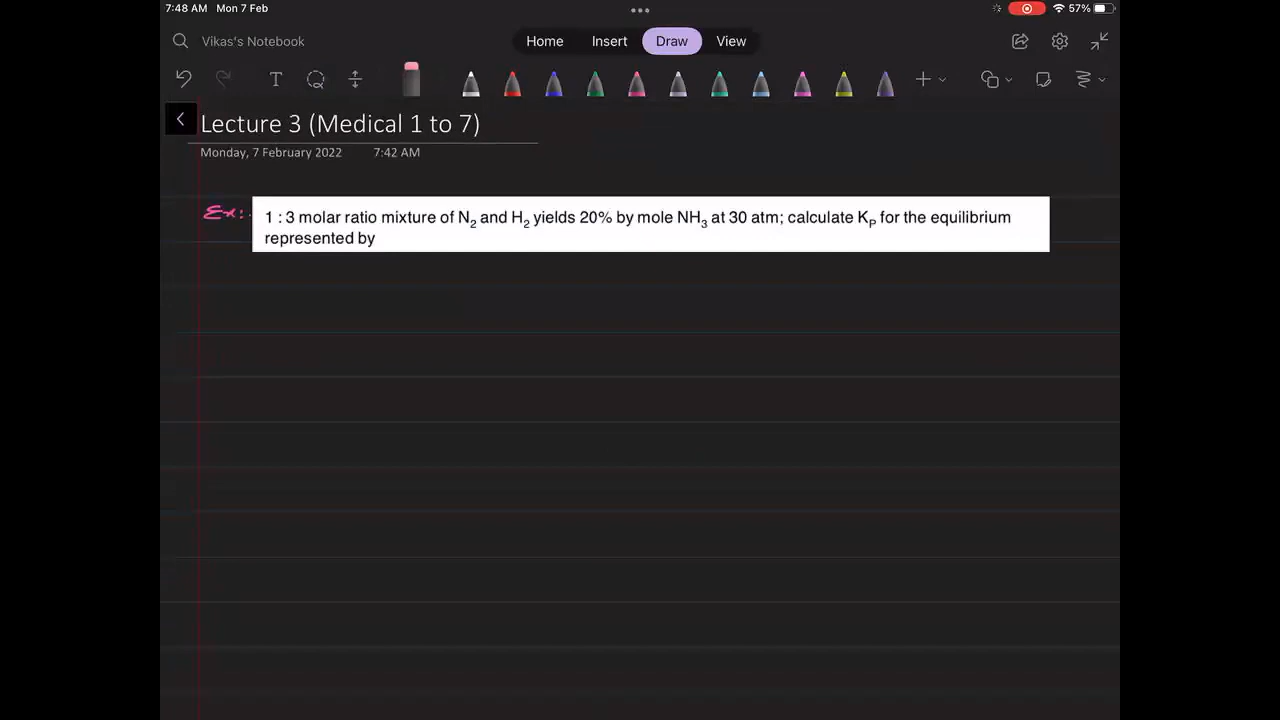 7:48 AM Mon 7 Feb
57%
Vikas's Notebook
Home Insert Draw View
Lecture 3 (Medical 1 to 7)
Monday, 7 February 2022 7:42 AM
Ex:-
1 : 3 molar ratio mixture of N₂ and H₂ yields 20% by mole NH₃ at 30 atm; calculate K_P for the equilibrium
represented by